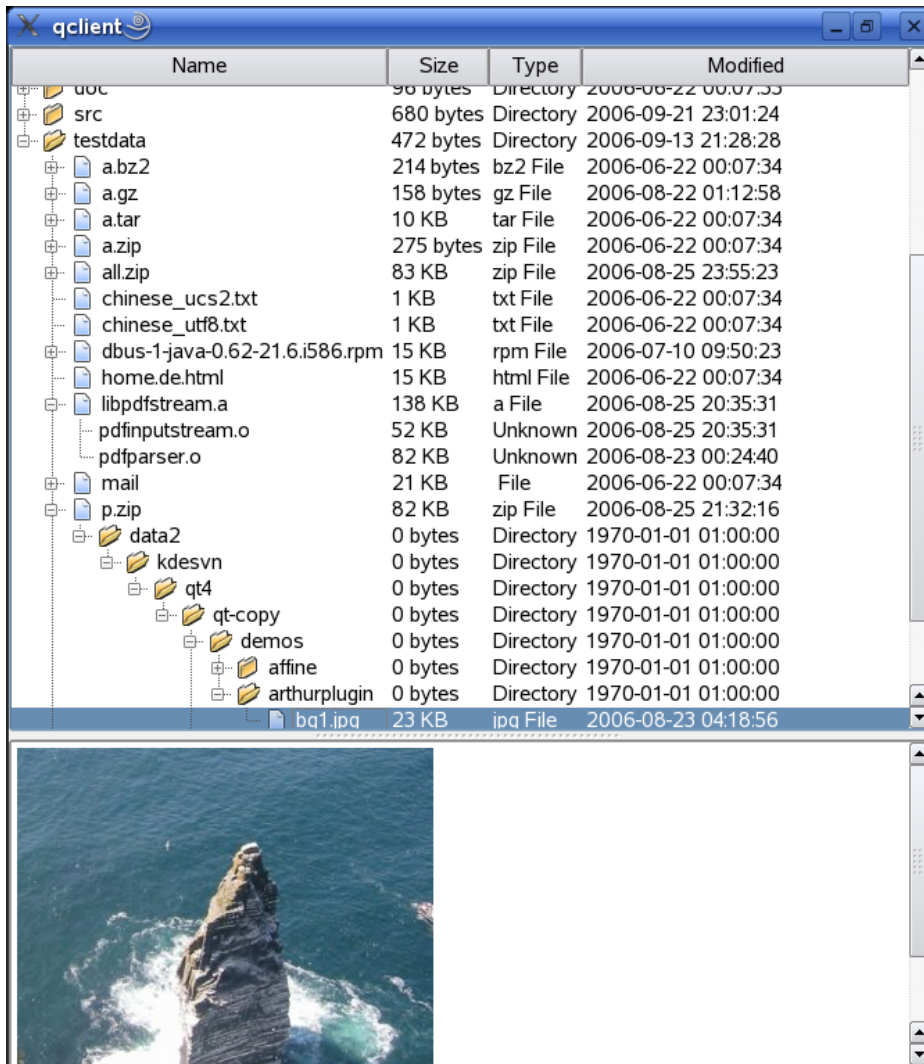 qclient
Name Size Type Modified
doc 96 bytes Directory 2006-06-22 00:07:35
src 680 bytes Directory 2006-09-21 23:01:24
testdata 472 bytes Directory 2006-09-13 21:28:28
a.bz2 214 bytes bz2 File 2006-06-22 00:07:34
a.gz 158 bytes gz File 2006-08-22 01:12:58
a.tar 10 KB tar File 2006-06-22 00:07:34
a.zip 275 bytes zip File 2006-06-22 00:07:34
all.zip 83 KB zip File 2006-08-25 23:55:23
chinese_ucs2.txt 1 KB txt File 2006-06-22 00:07:34
chinese_utf8.txt 1 KB txt File 2006-06-22 00:07:34
dbus-1-java-0.62-21.6.i586.rpm 15 KB rpm File 2006-07-10 09:50:23
home.de.html 15 KB html File 2006-06-22 00:07:34
libpdfstream.a 138 KB a File 2006-08-25 20:35:31
pdfinputstream.o 52 KB Unknown 2006-08-25 20:35:31
pdfparser.o 82 KB Unknown 2006-08-23 00:24:40
mail 21 KB File 2006-06-22 00:07:34
p.zip 82 KB zip File 2006-08-25 21:32:16
data2 0 bytes Directory 1970-01-01 01:00:00
kdesvn 0 bytes Directory 1970-01-01 01:00:00
qt4 0 bytes Directory 1970-01-01 01:00:00
qt-copy 0 bytes Directory 1970-01-01 01:00:00
demos 0 bytes Directory 1970-01-01 01:00:00
affine 0 bytes Directory 1970-01-01 01:00:00
arthurplugin 0 bytes Directory 1970-01-01 01:00:00
bg1.jpg 23 KB jpg File 2006-08-23 04:18:56